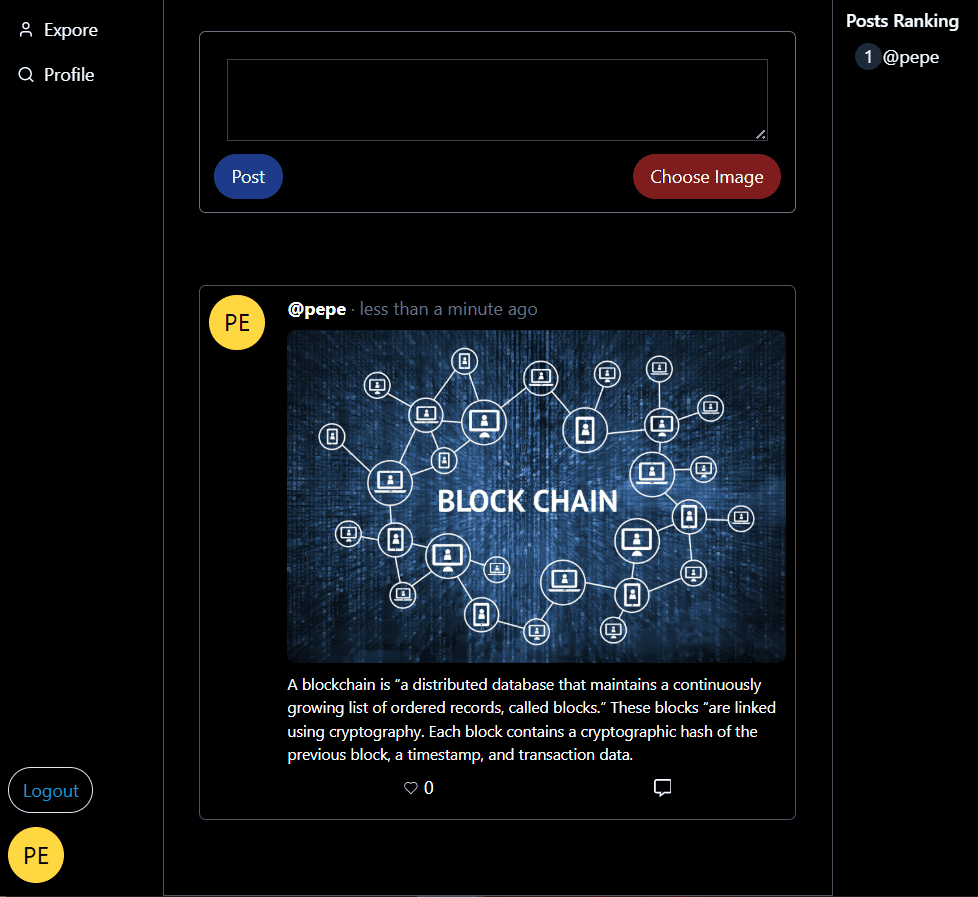 Expore
Profile
Post
Choose Image
Posts Ranking
1 @pepe
PE
@pepe · less than a minute ago
BLOCK CHAIN
A blockchain is “a distributed database that maintains a continuously
growing list of ordered records, called blocks.” These blocks “are linked
using cryptography. Each block contains a cryptographic hash of the
previous block, a timestamp, and transaction data.
0
Logout
PE